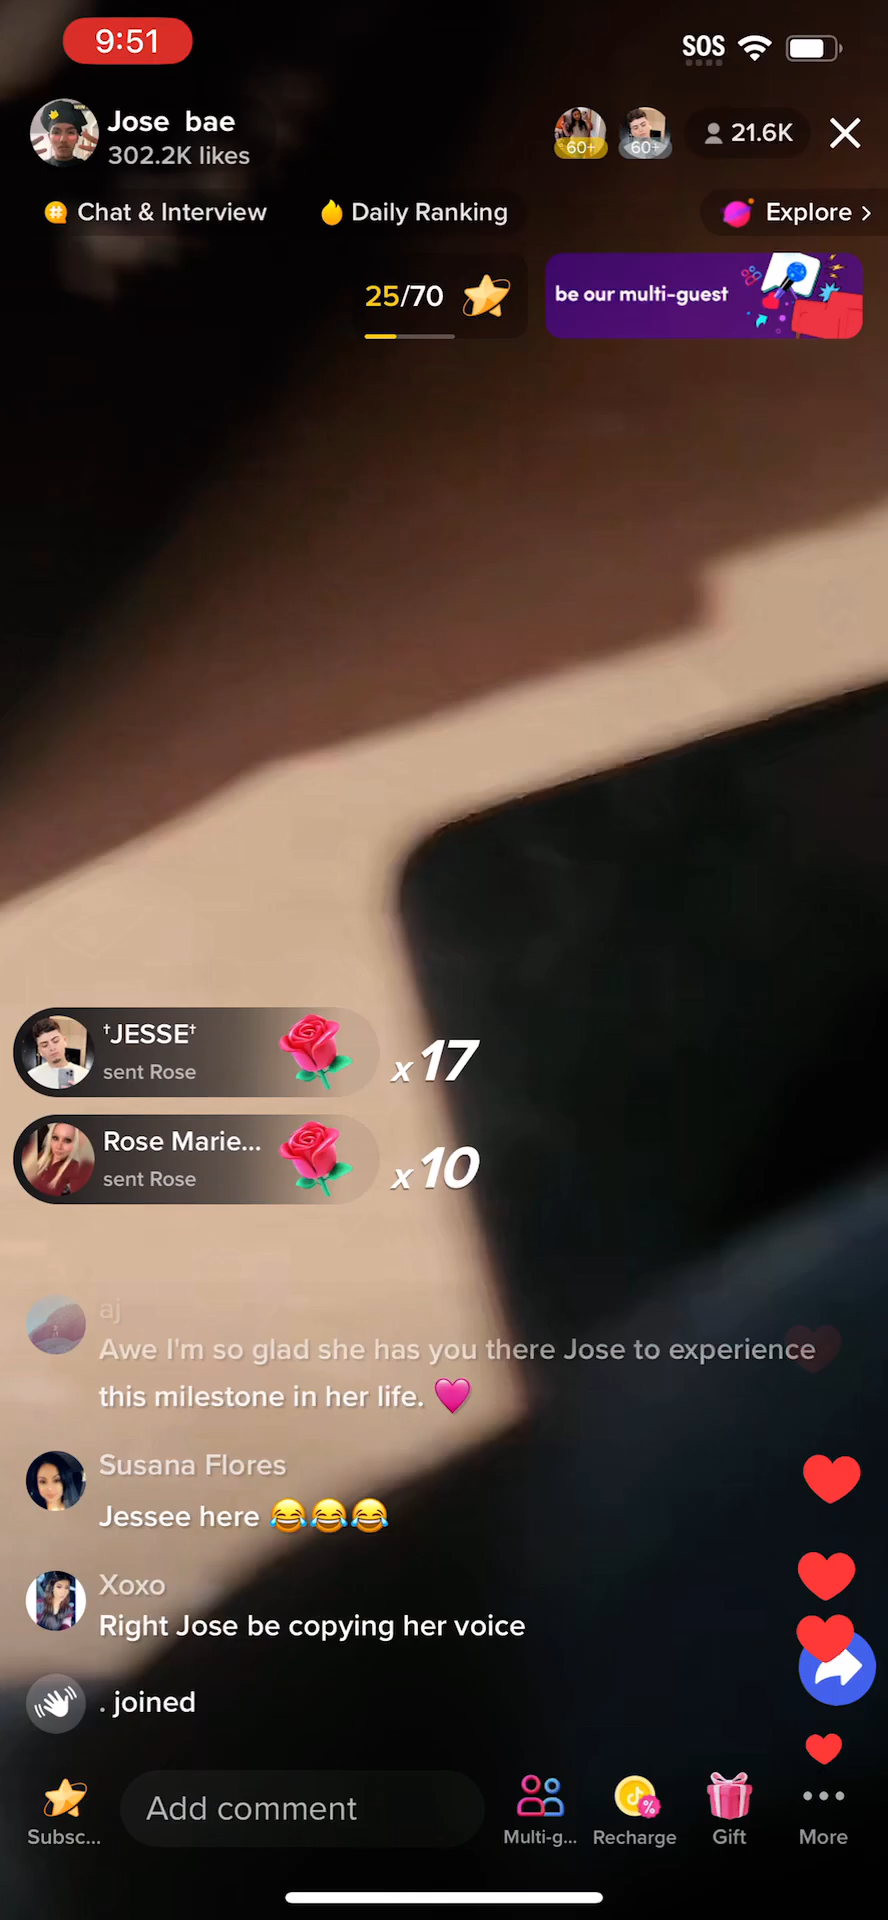 9:51
SOS
Jose bae
302.2K likes
60+
60+
21.6K
Chat & Interview
Daily Ranking
Explore >
25/70
be our multi-guest
†JESSE†
sent Rose
x17
Rose Marie...
sent Rose
x10
aj
Awe I'm so glad she has you there Jose to experience
this milestone in her life. 💗
Susana Flores
Jessee here 😂😂😂
Xoxo
Right Jose be copying her voice
. joined
Subsc...
Add comment
Multi-g...
Recharge
Gift
More